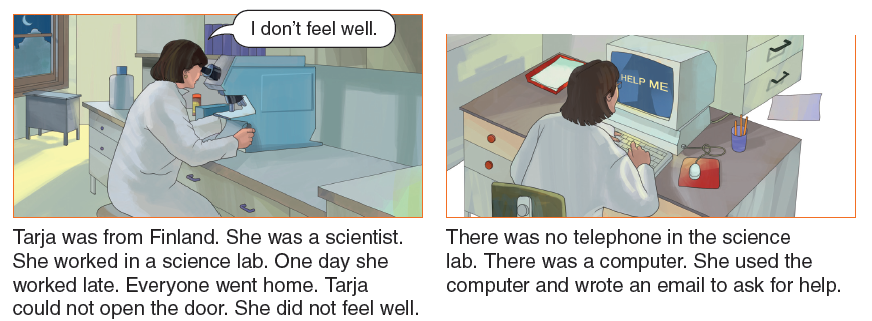 I don't feel well.
HELP ME
Tarja was from Finland. She was a scientist.
She worked in a science lab. One day she
worked late. Everyone went home. Tarja
could not open the door. She did not feel well.
There was no telephone in the science
lab. There was a computer. She used the
computer and wrote an email to ask for help.